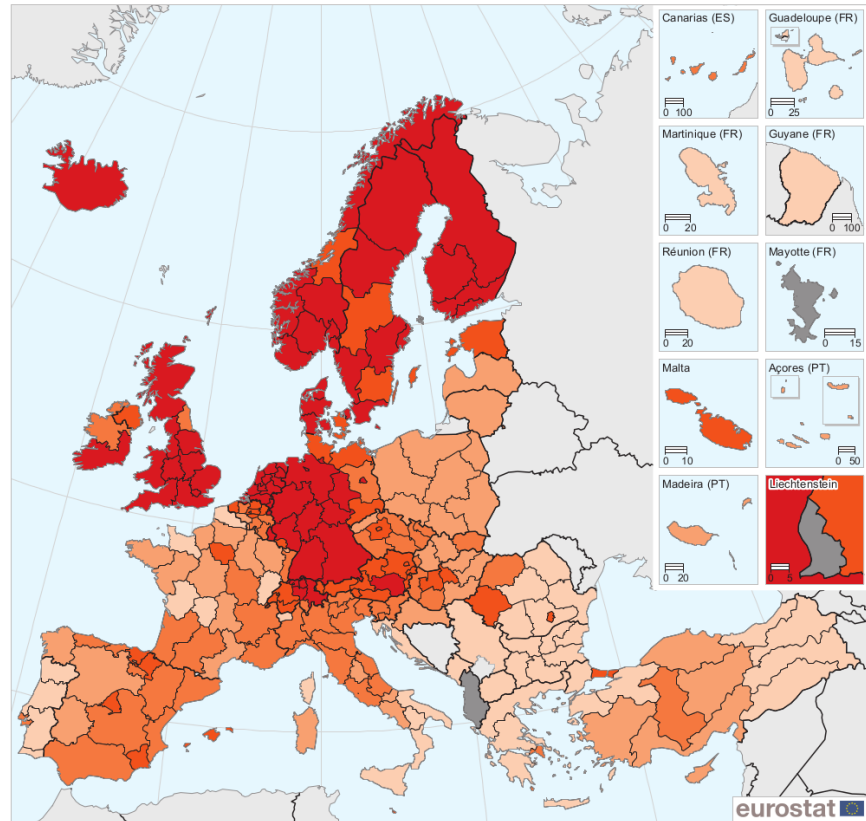 Canarias (ES)
0 100
Guadeloupe (FR)
0 25
Martinique (FR)
0 20
Guyane (FR)
0 100
Réunion (FR)
0 20
Mayotte (FR)
0 15
Malta
0 10
Açores (PT)
0 50
Madeira (PT)
0 20
Liechtenstein
0 5
eurostat